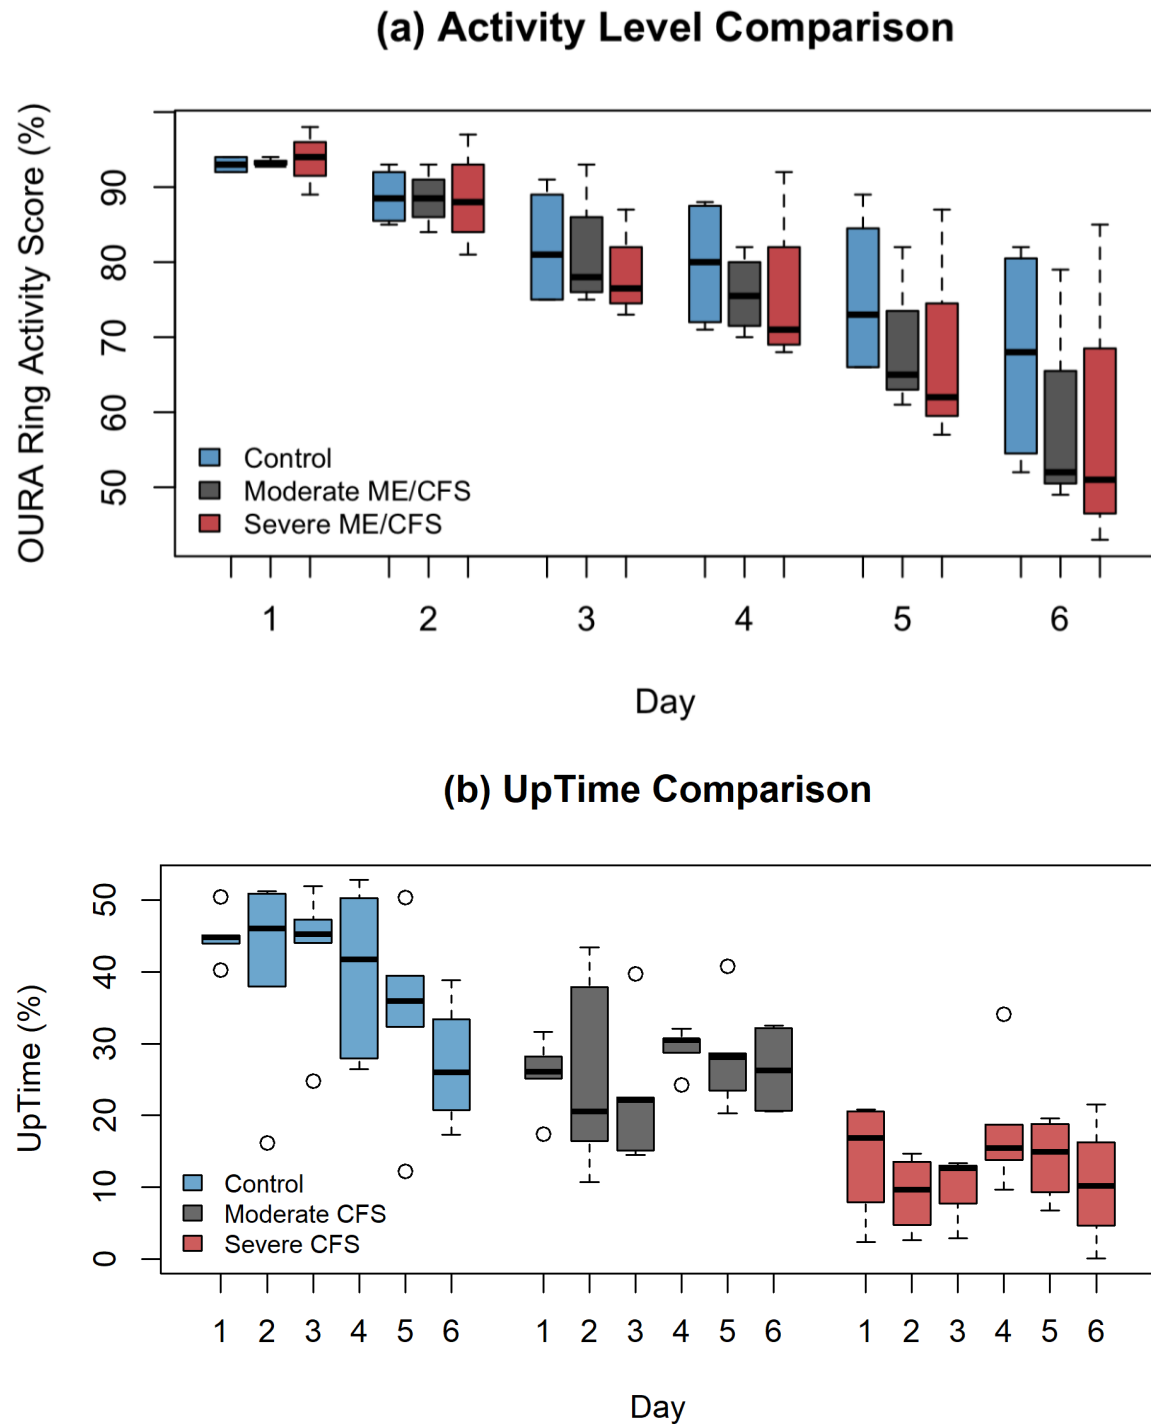 (a) Activity Level Comparison
OURA Ring Activity Score (%)
90
80
70
60
50
Control
Moderate ME/CFS
Severe ME/CFS
1 2 3 4 5 6
Day
(b) UpTime Comparison
UpTime (%)
50
40
30
20
10
0
Control
Moderate CFS
Severe CFS
1 2 3 4 5 6 1 2 3 4 5 6 1 2 3 4 5 6
Day